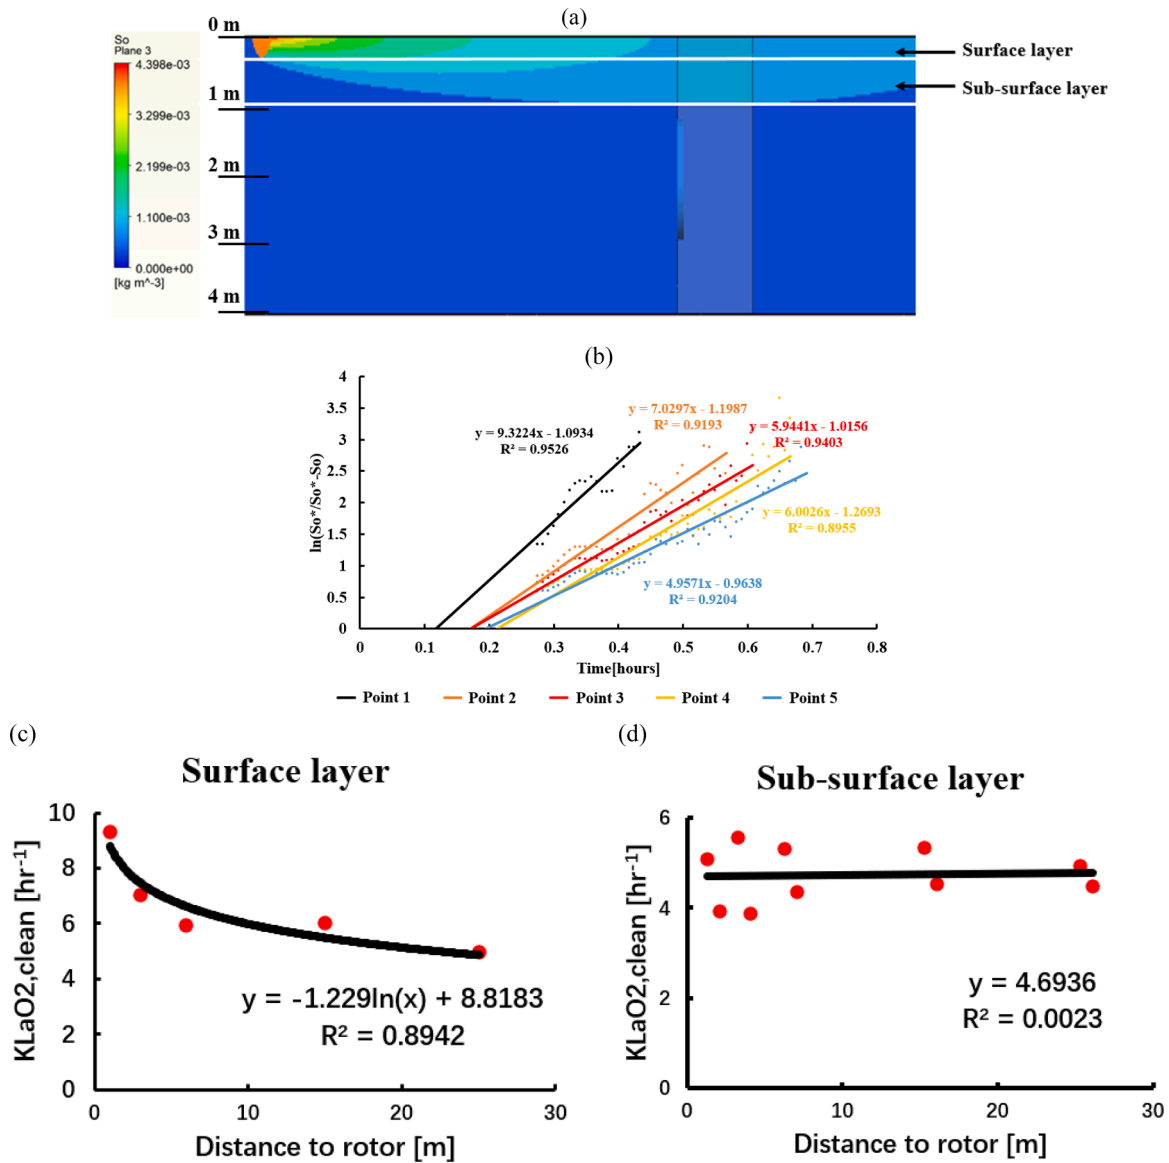 (a)
0 m
1 m
2 m
3 m
4 m
So
Plane 3
4.398e-03
3.299e-03
2.199e-03
1.100e-03
0.000e+00
[kg m^-3]
Surface layer
Sub-surface layer
(b)
ln(So*/So*-So)
4
3.5
3
2.5
2
1.5
1
0.5
0
y = 9.3224x - 1.0934
R² = 0.9526
y = 7.0297x - 1.1987
R² = 0.9193
y = 5.9441x - 1.0156
R² = 0.9403
y = 6.0026x - 1.2693
R² = 0.8955
y = 4.9571x - 0.9638
R² = 0.9204
0 0.1 0.2 0.3 0.4 0.5 0.6 0.7 0.8
Time[hours]
Point 1 Point 2 Point 3 Point 4 Point 5
(c)
Surface layer
KLaO2,clean [hr⁻¹]
10
8
6
4
2
0
y = -1.229ln(x) + 8.8183
R² = 0.8942
0 10 20 30
Distance to rotor [m]
(d)
Sub-surface layer
KLaO2,clean [hr⁻¹]
6
4
2
0
y = 4.6936
R² = 0.0023
0 10 20 30
Distance to rotor [m]